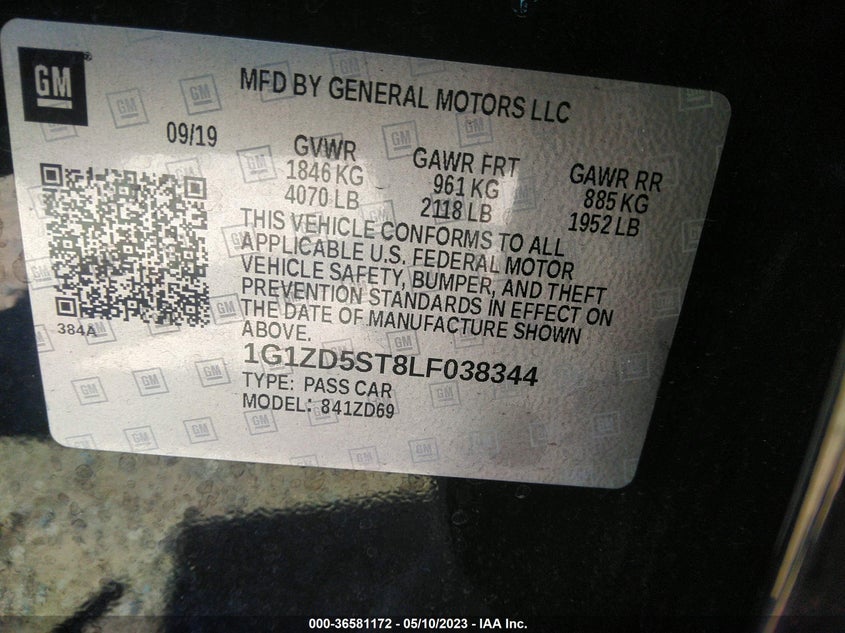 GM
MFD BY GENERAL MOTORS LLC
09/19
GVWR
1846 KG
4070 LB
GAWR FRT
961 KG
2118 LB
GAWR RR
885 KG
1952 LB
THIS VEHICLE CONFORMS TO ALL
APPLICABLE U.S. FEDERAL MOTOR
VEHICLE SAFETY, BUMPER, AND THEFT
PREVENTION STANDARDS IN EFFECT ON
THE DATE OF MANUFACTURE SHOWN
ABOVE.
384A
1G1ZD5ST8LF038344
TYPE: PASS CAR
MODEL: 841ZD69
000-36581172 - 05/10/2023 - IAA Inc.